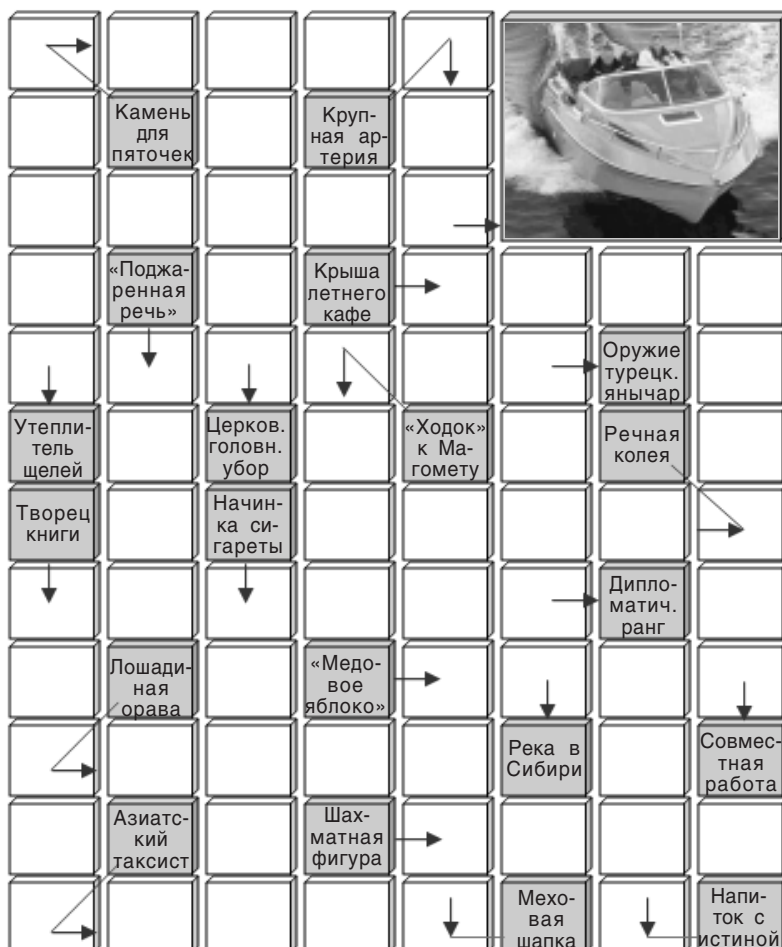 Камень
для
пяточек
Круп-
ная ар-
терия
«Поджа-
ренная
речь»
Крыша
летнего
кафе
Оружие
турецк.
янычар
Утепли-
тель
щелей
Церков.
головн.
убор
«Ходок»
к Ма-
гомету
Речная
колея
Творец
книги
Начин-
ка си-
гареты
Дипло-
матич.
ранг
Лошади-
ная
орава
«Медо-
вое
яблоко»
Река в
Сибири
Совмес-
тная
работа
Азиатс-
кий
таксист
Шах-
матная
фигура
Мехо-
вая
шапка
Напи-
ток с
истиной